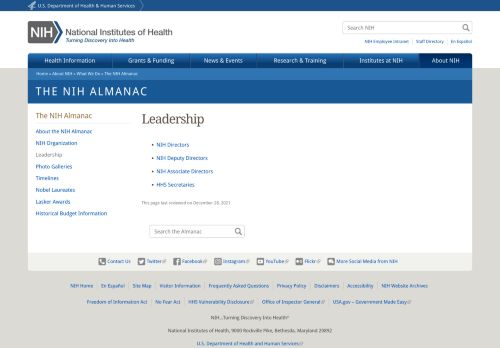 U.S. Department of Health & Human Services
NIH National Institutes of Health
Turning Discovery Into Health
Search NIH
NIH Employee Intranet | Staff Directory | En Español
Health Information Grants & Funding News & Events Research & Training Institutes at NIH About NIH
Home » About NIH » What We Do » The NIH Almanac
THE NIH ALMANAC
The NIH Almanac
About the NIH Almanac
NIH Organization
Leadership
Photo Galleries
Timelines
Nobel Laureates
Lasker Awards
Historical Budget Information
Leadership
• NIH Directors
• NIH Deputy Directors
• NIH Associate Directors
• HHS Secretaries
This page last reviewed on December 28, 2021
Search the Almanac
Contact Us Twitter Facebook Instagram YouTube Flickr More Social Media from NIH
NIH Home En Español Site Map Visitor Information Frequently Asked Questions Privacy Policy Disclaimers Accessibility NIH Website Archives
Freedom of Information Act No Fear Act HHS Vulnerability Disclosure Office of Inspector General USA.gov – Government Made Easy
NIH...Turning Discovery Into Health®
National Institutes of Health, 9000 Rockville Pike, Bethesda, Maryland 20892
U.S. Department of Health and Human Services